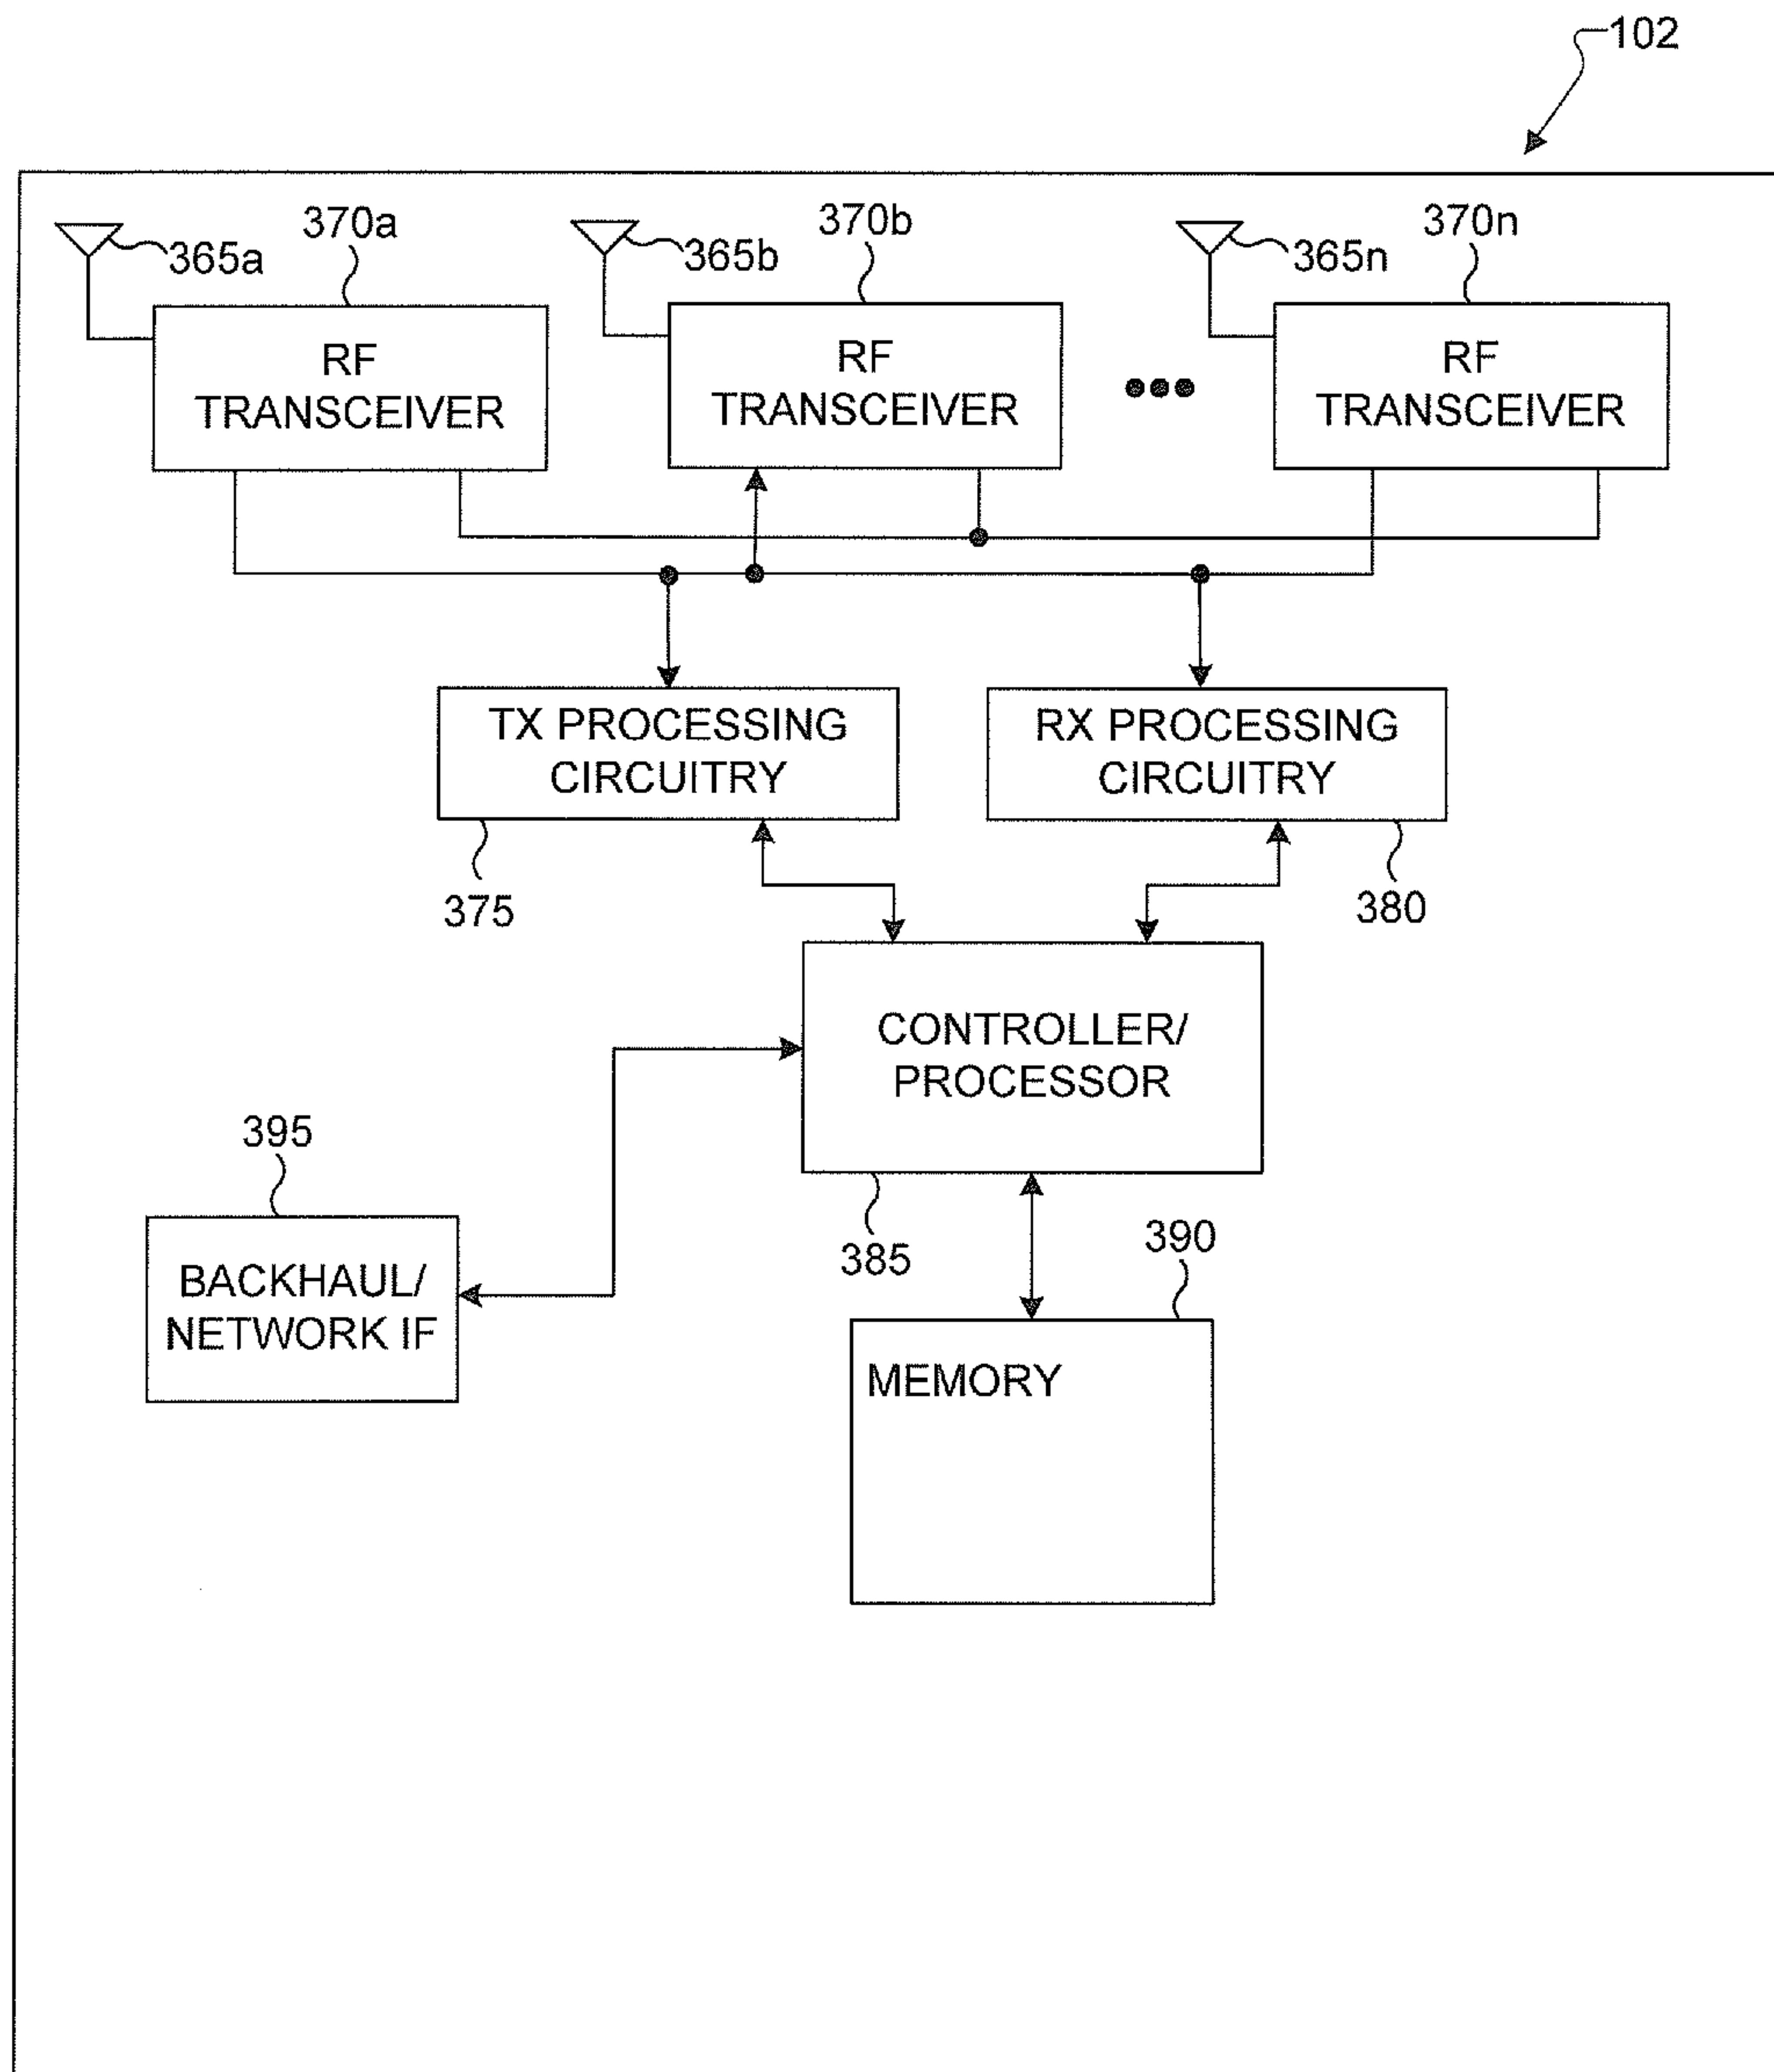 102
370a
370b
370n
365a
365b
365n
RF
TRANSCEIVER
RF
TRANSCEIVER
RF
TRANSCEIVER
TX PROCESSING
CIRCUITRY
RX PROCESSING
CIRCUITRY
375
380
CONTROLLER/
PROCESSOR
395
385
390
BACKHAUL/
NETWORK IF
MEMORY